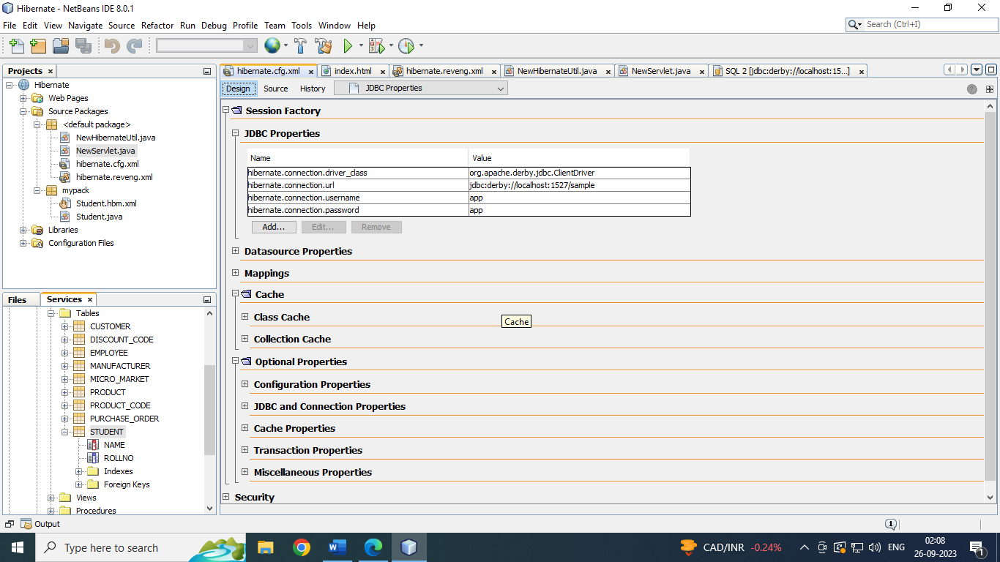 Hibernate - NetBeans IDE 8.0.1
File Edit View Navigate Source Refactor Run Debug Profile Team Tools Window Help
Search (Ctrl+I)
Projects
Hibernate
Web Pages
Source Packages
<default package>
NewHibernateUtil.java
NewServlet.java
hibernate.cfg.xml
hibernate.reveng.xml
mypack
Student.hbm.xml
Student.java
Libraries
Configuration Files
Files Services
Tables
CUSTOMER
DISCOUNT_CODE
EMPLOYEE
MANUFACTURER
MICRO_MARKET
PRODUCT
PRODUCT_CODE
PURCHASE_ORDER
STUDENT
NAME
ROLLNO
Indexes
Foreign Keys
Views
Procedures
hibernate.cfg.xml index.html hibernate.reveng.xml NewHibernateUtil.java NewServlet.java SQL 2 [jdbc:derby://localhost:15...]
Design Source History JDBC Properties
Session Factory
JDBC Properties
Name Value
hibernate.connection.driver_class org.apache.derby.jdbc.ClientDriver
hibernate.connection.url jdbc:derby://localhost:1527/sample
hibernate.connection.username app
hibernate.connection.password app
Add... Edit... Remove
Datasource Properties
Mappings
Cache
Class Cache
Cache
Collection Cache
Optional Properties
Configuration Properties
JDBC and Connection Properties
Cache Properties
Transaction Properties
Miscellaneous Properties
Security
Output
1
Type here to search
CAD/INR -0.24%
ENG
02:08
26-09-2023
1